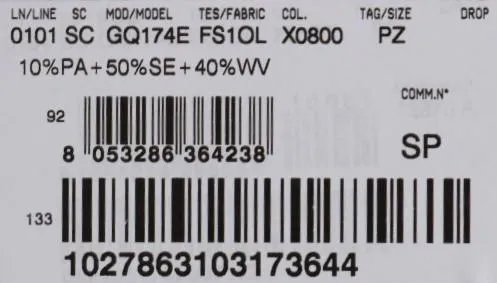 LN/LINE SC MOD/MODEL TES/FABRIC COL. TAG/SIZE DROP
0101 SC GQ174E FS1OL X0800 PZ
10%PA+50%SE+40%WV
COMM.N°
92
8 053286 364238
SP
133
1027863103173644